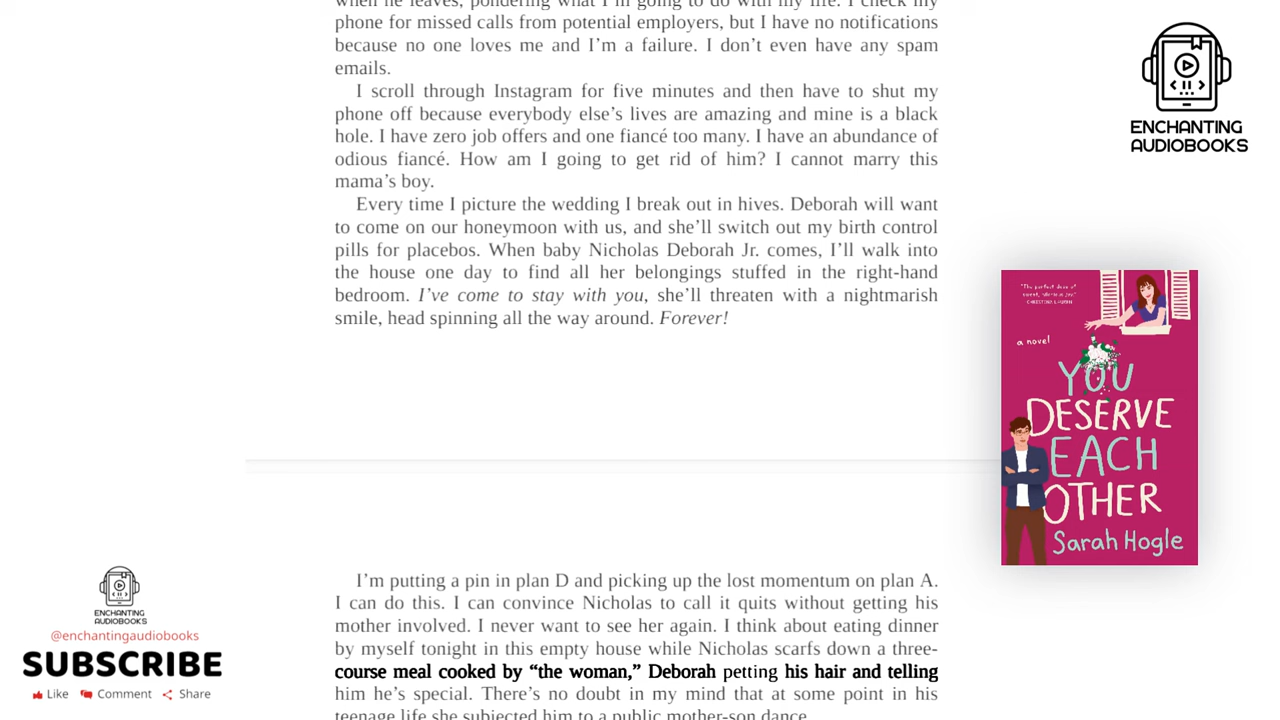 when he leaves, pondering what I'm going to do with my life. I check my
phone for missed calls from potential employers, but I have no notifications
because no one loves me and I'm a failure. I don't even have any spam
emails.
I scroll through Instagram for five minutes and then have to shut my
phone off because everybody else's lives are amazing and mine is a black
hole. I have zero job offers and one fiancé too many. I have an abundance of
odious fiancé. How am I going to get rid of him? I cannot marry this
mama's boy.
Every time I picture the wedding I break out in hives. Deborah will want
to come on our honeymoon with us, and she'll switch out my birth control
pills for placebos. When baby Nicholas Deborah Jr. comes, I'll walk into
the house one day to find all her belongings stuffed in the right-hand
bedroom. I've come to stay with you, she'll threaten with a nightmarish
smile, head spinning all the way around. Forever!
I'm putting a pin in plan D and picking up the lost momentum on plan A.
I can do this. I can convince Nicholas to call it quits without getting his
mother involved. I never want to see her again. I think about eating dinner
by myself tonight in this empty house while Nicholas scarfs down a three-
course meal cooked by “the woman,” Deborah petting his hair and telling
him he's special. There's no doubt in my mind that at some point in his
teenage life she subjected him to a public mother-son dance
ENCHANTING
AUDIOBOOKS
"The perfect dose of
CHRISTINA LAUREN
a novel
YOU
DESERVE
EACH
OTHER
Sarah Hogle
ENCHANTING
AUDIOBOOKS
@enchantingaudiobooks
SUBSCRIBE
Like Comment Share